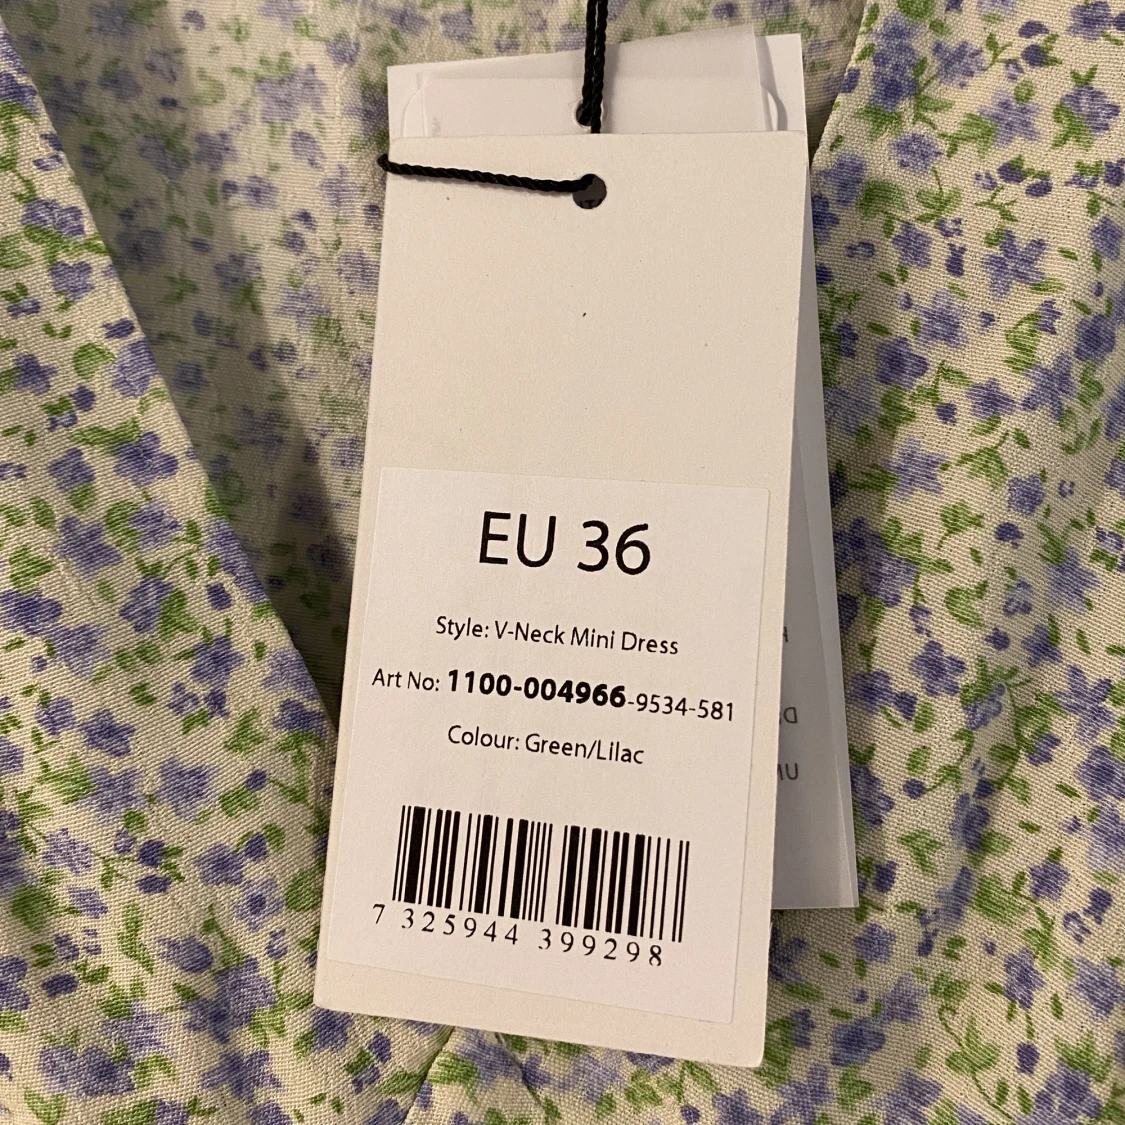 EU 36
Style: V-Neck Mini Dress
Art No: 1100-004966-9534-581
Colour: Green/Lilac
7 325944 399298